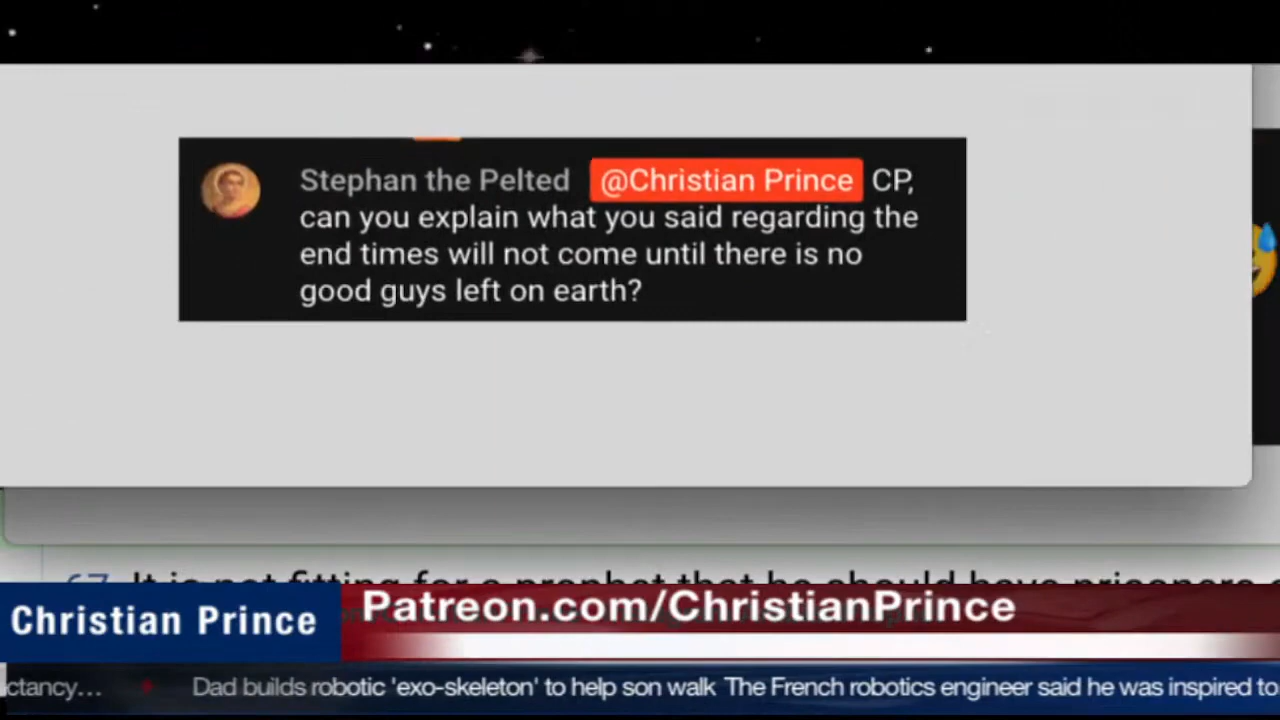 Stephan the Pelted @Christian Prince CP,
can you explain what you said regarding the
end times will not come until there is no
good guys left on earth?
67 It is not fitting for a prophet that he should have prisoners
Christian Prince
Patreon.com/ChristianPrince
ctancy... Dad builds robotic 'exo-skeleton' to help son walk The French robotics engineer said he was inspired to